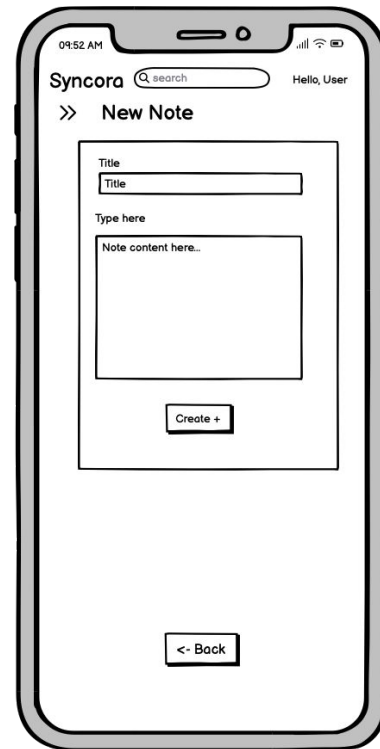 09:52 AM
Syncora search Hello, User
>> New Note
Title
Title
Type here
Note content here...
Create +
<- Back